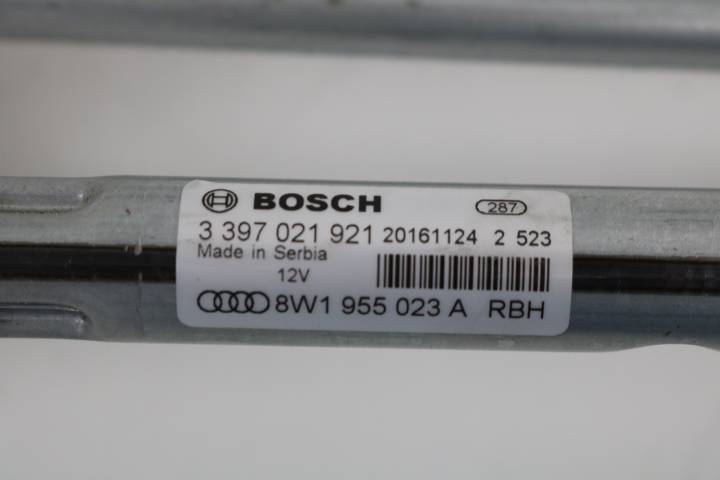 BOSCH 287
3 397 021 921 20161124 2 523
Made in Serbia
12V
8W1 955 023 A RBH